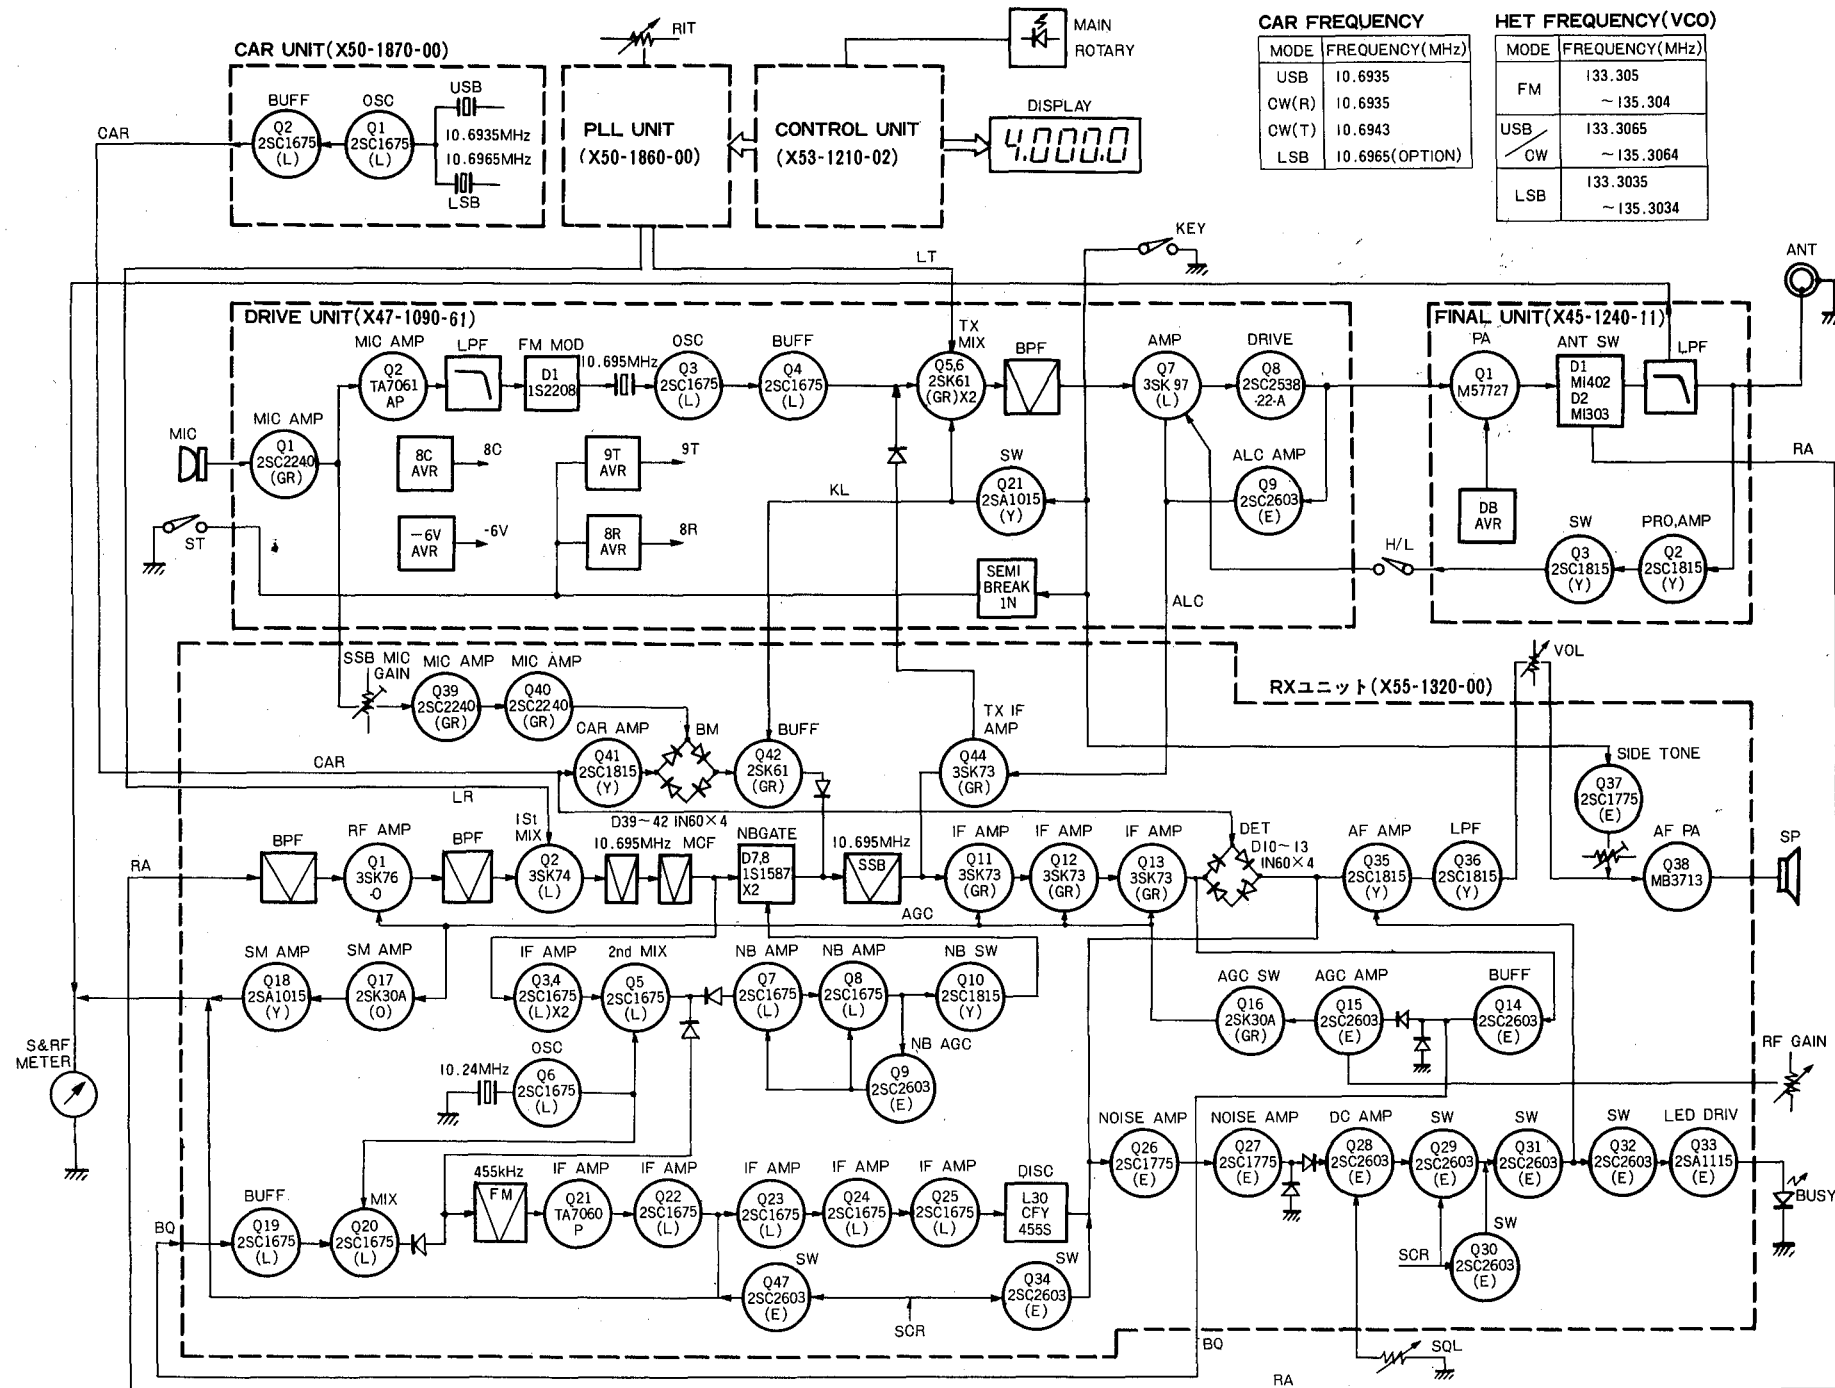 CAR UNIT(X50-1870-00)
BUFF
Q2
2SC1675
(L)
OSC
Q1
2SC1675
(L)
USB
10.6935MHz
10.6965MHz
LSB
CAR
RIT
PLL UNIT
(X50-1860-00)
CONTROL UNIT
(X53-1210-02)
MAIN
ROTARY
DISPLAY
4.000.0
CAR FREQUENCY
MODE FREQUENCY(MHz)
USB 10.6935
CW(R) 10.6935
CW(T) 10.6943
LSB 10.6965(OPTION)
HET FREQUENCY(VCO)
MODE FREQUENCY(MHz)
FM 133.305
~135.304
USB/CW 133.3065
~135.3064
LSB 133.3035
~135.3034
KEY
LT
ANT
DRIVE UNIT(X47-1090-61)
MIC AMP
Q2
TA7061
AP
LPF
FM MOD
D1
1S2208
10.695MHz
OSC
Q3
2SC1675
(L)
BUFF
Q4
2SC1675
(L)
TX
MIX
Q5,6
2SK61
(GR)X2
BPF
AMP
Q7
3SK97
(L)
DRIVE
Q8
2SC2538
-22-A
MIC
MIC AMP
Q1
2SC2240
(GR)
8C
AVR
8C
9T
AVR
9T
-6V
AVR
-6V
8R
AVR
8R
KL
SW
Q21
2SA1015
(Y)
ALC AMP
Q9
2SC2603
(E)
ST
SEMI
BREAK
1N
ALC
FINAL UNIT(X45-1240-11)
PA
Q1
M57727
ANT SW
D1
MI402
D2
MI303
LPF
RA
DB
AVR
H/L
SW
Q3
2SC1815
(Y)
PRO,AMP
Q2
2SC1815
(Y)
RXユニット(X55-1320-00)
VOL
SSB MIC
GAIN
MIC AMP
Q39
2SC2240
(GR)
MIC AMP
Q40
2SC2240
(GR)
CAR
CAR AMP
Q41
2SC1815
(Y)
BM
D39~42 IN60×4
BUFF
Q42
2SK61
(GR)
TX IF
AMP
Q44
3SK73
(GR)
SIDE TONE
Q37
2SC1775
(E)
LR
RA
BPF
RF AMP
Q1
3SK76
-O
BPF
1St
MIX
Q2
3SK74
(L)
10.695MHz MCF
NBGATE
D7,8
1S1587
X2
10.695MHz
SSB
IF AMP
Q11
3SK73
(GR)
IF AMP
Q12
3SK73
(GR)
IF AMP
Q13
3SK73
(GR)
DET
D10~13
IN60×4
AF AMP
Q35
2SC1815
(Y)
LPF
Q36
2SC1815
(Y)
AF PA
Q38
MB3713
SP
AGC
SM AMP
Q18
2SA1015
(Y)
SM AMP
Q17
2SK30A
(O)
IF AMP
Q3,4
2SC1675
(L)X2
2nd MIX
Q5
2SC1675
(L)
NB AMP
Q7
2SC1675
(L)
NB AMP
Q8
2SC1675
(L)
NB SW
Q10
2SC1815
(Y)
AGC SW
Q16
2SK30A
(GR)
AGC AMP
Q15
2SC2603
(E)
BUFF
Q14
2SC2603
(E)
S&RF
METER
10.24MHz
OSC
Q6
2SC1675
(L)
NB AGC
Q9
2SC2603
(E)
RF GAIN
NOISE AMP
Q26
2SC1775
(E)
NOISE AMP
Q27
2SC1775
(E)
DC AMP
Q28
2SC2603
(E)
SW
Q29
2SC2603
(E)
SW
Q31
2SC2603
(E)
SW
Q32
2SC2603
(E)
LED DRIV
Q33
2SA1115
(E)
BUSY
BQ
BUFF
Q19
2SC1675
(L)
MIX
Q20
2SC1675
(L)
455kHz
FM
IF AMP
Q21
TA7060
P
IF AMP
Q22
2SC1675
(L)
IF AMP
Q23
2SC1675
(L)
IF AMP
Q24
2SC1675
(L)
IF AMP
Q25
2SC1675
(L)
DISC
L30
CFY
455S
SCR
SW
Q30
2SC2603
(E)
SW
Q47
2SC2603
(E)
SCR
SW
Q34
2SC2603
(E)
BQ
SQL
RA